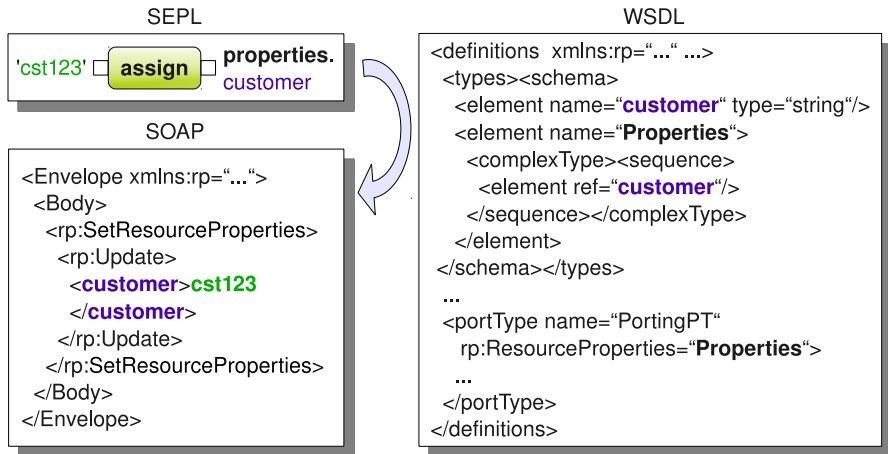 SEPL
'cst123' assign properties.
customer
SOAP
<Envelope xmlns:rp=“...“>
<Body>
<rp:SetResourceProperties>
<rp:Update>
<customer>cst123
</customer>
</rp:Update>
</rp:SetResourceProperties>
</Body>
</Envelope>
WSDL
<definitions xmlns:rp=“...“ ...>
<types><schema>
<element name=“customer“ type=“string“/>
<element name=“Properties“>
<complexType><sequence>
<element ref=“customer“/>
</sequence></complexType>
</element>
</schema></types>
...
<portType name=“PortingPT“
rp:ResourceProperties=“Properties“>
...
</portType>
</definitions>